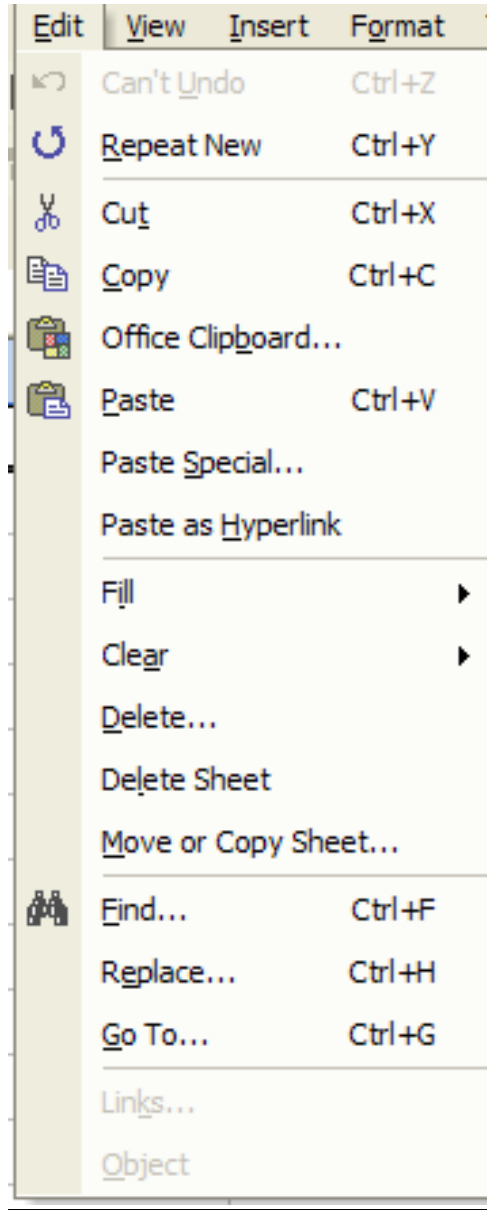 Edit View Insert Format
Can't Undo Ctrl+Z
Repeat New Ctrl+Y
Cut Ctrl+X
Copy Ctrl+C
Office Clipboard...
Paste Ctrl+V
Paste Special...
Paste as Hyperlink
Fill
Clear
Delete...
Delete Sheet
Move or Copy Sheet...
Find... Ctrl+F
Replace... Ctrl+H
Go To... Ctrl+G
Links...
Object